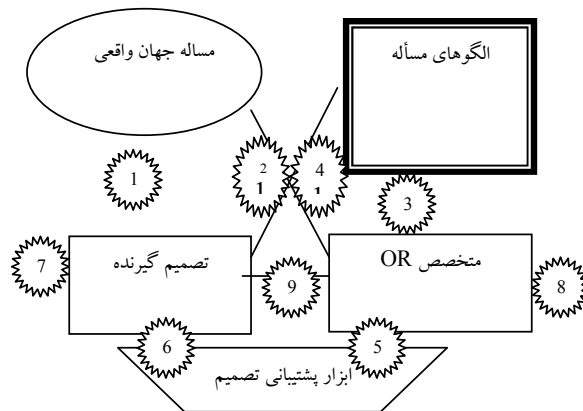 مساله جهان واقعی
الگوهای مسأله
1
2
1
4
1
3
7
تصمیم گیرنده
9
متخصص OR
8
6
5
ابزار پشتیبانی تصمیم